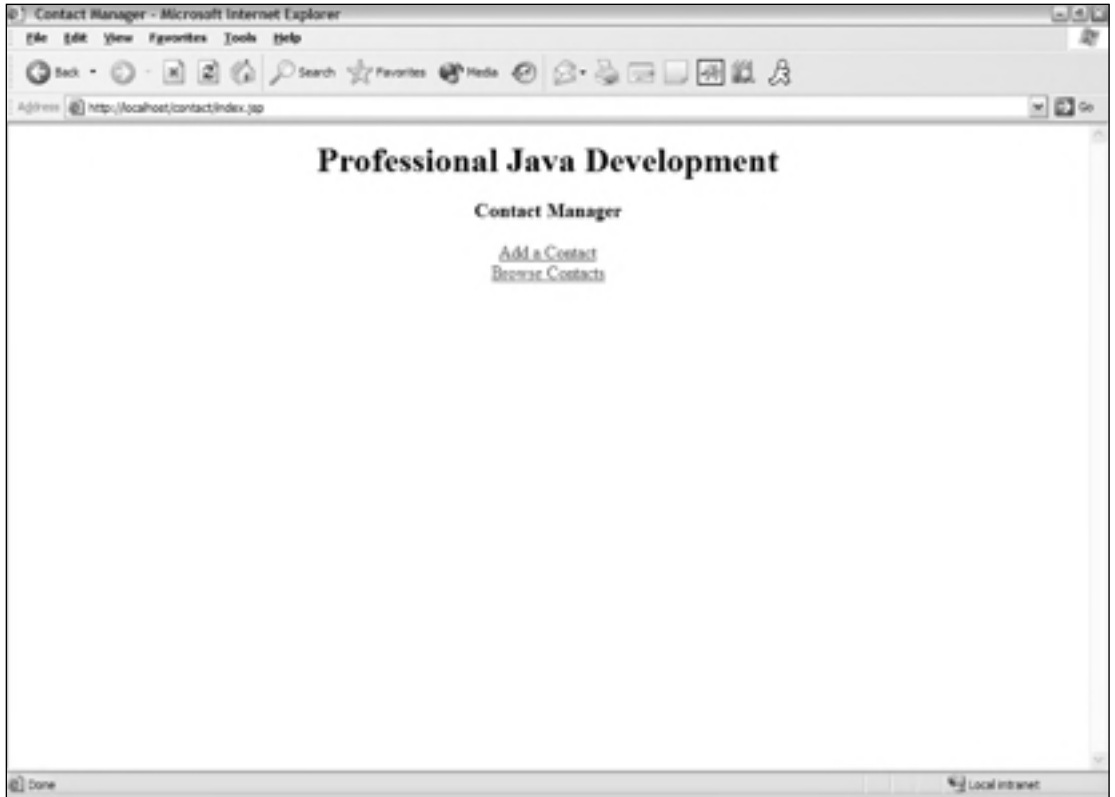 Contact Manager - Microsoft Internet Explorer
File Edit View Favorites Tools Help
Back Search Favorites Media
Address http://localhost/contact/index.jsp Go
Professional Java Development
Contact Manager
Add a Contact
Browse Contacts
Done Local intranet